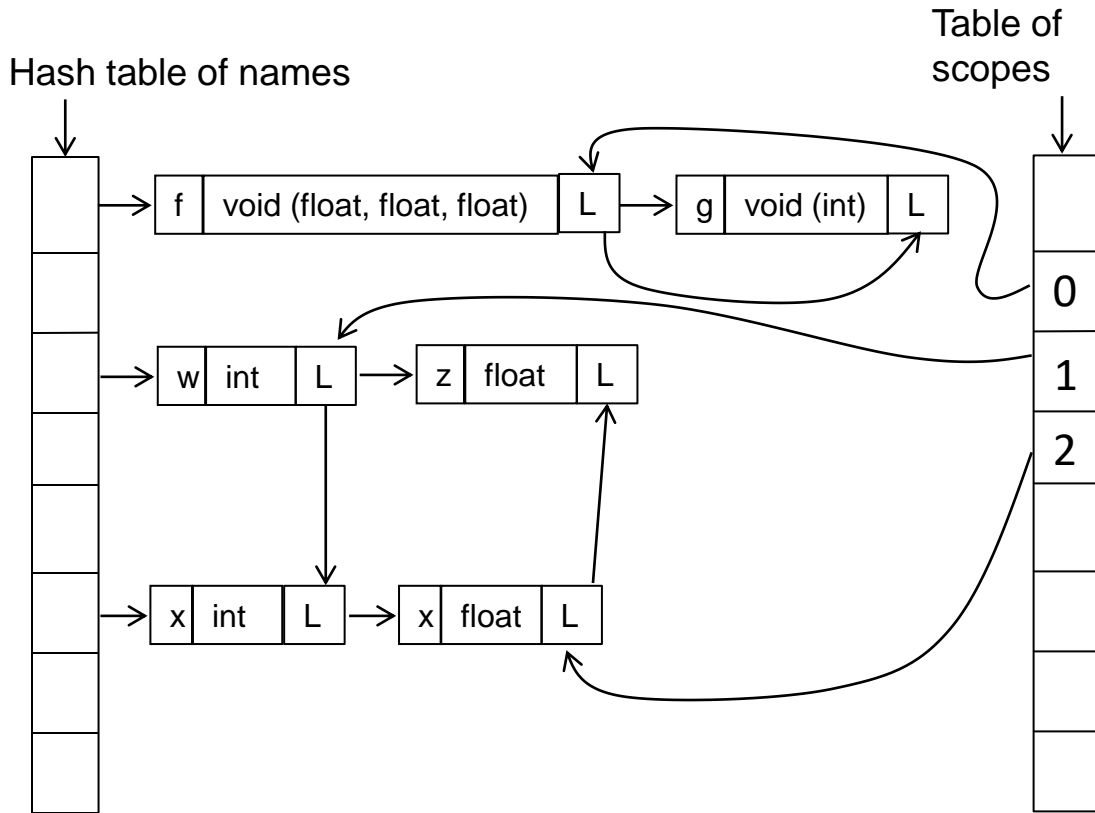 Table of
scopes
Hash table of names
f void (float, float, float) L g void (int) L
0
w int L z float L
1
2
x int L x float L